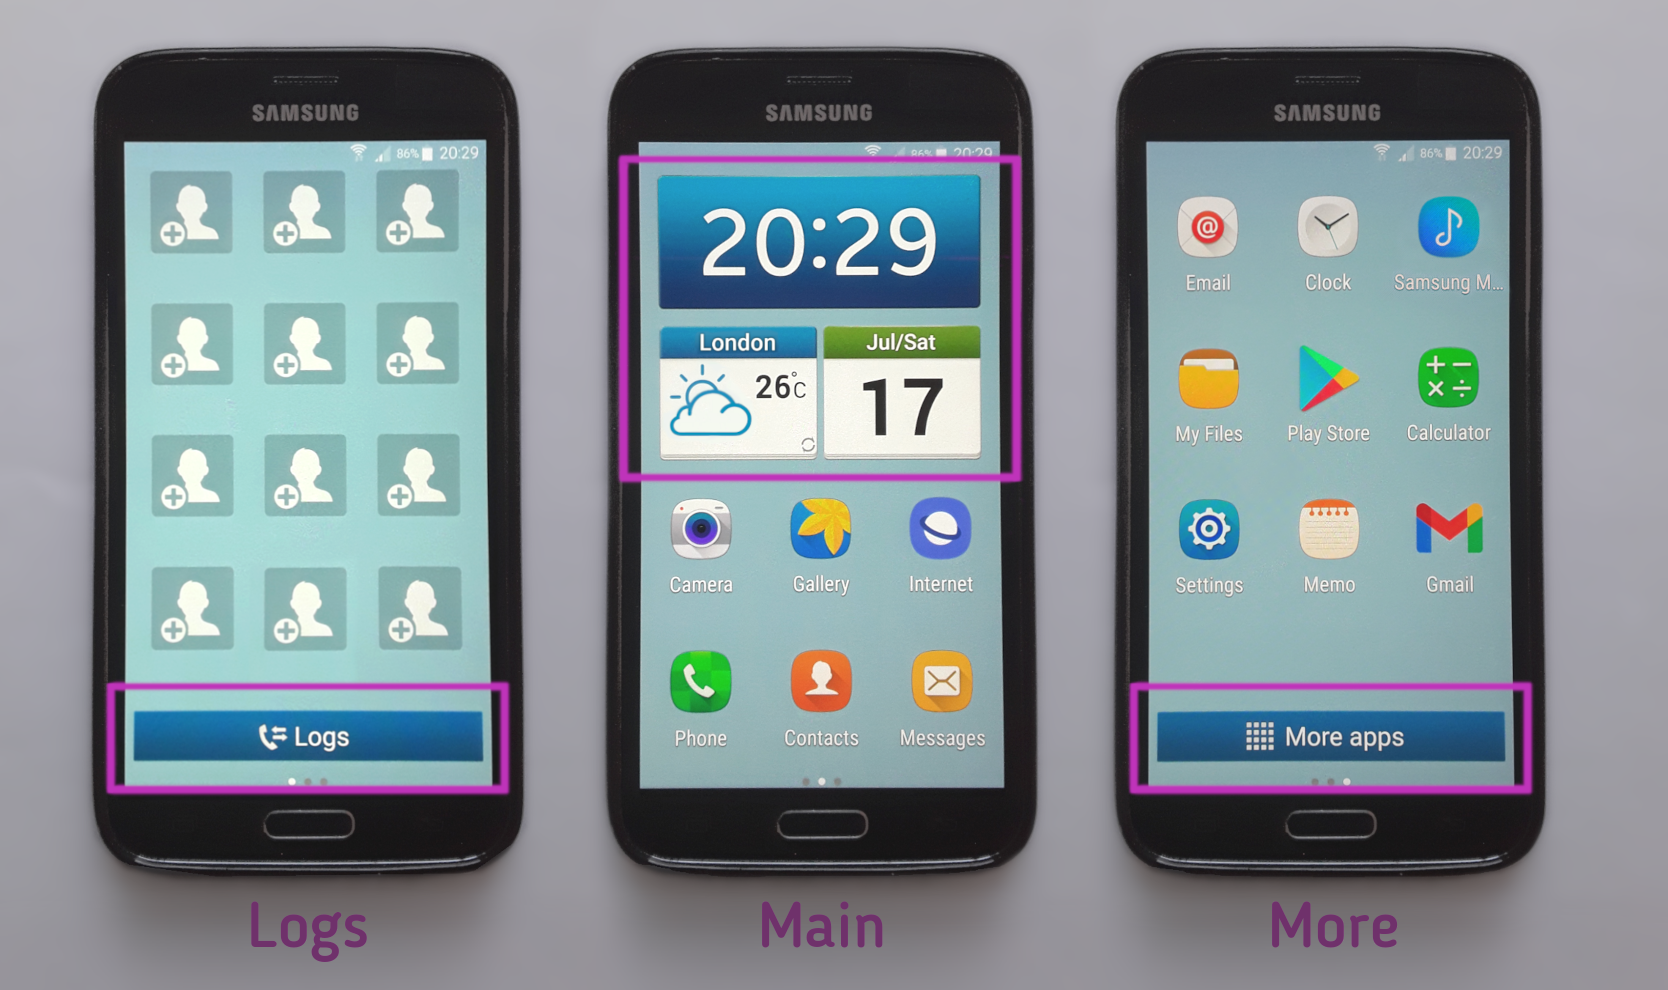 SAMSUNG
86% 20:29
Logs
Logs
SAMSUNG
86% 20:29
20:29
London
26°C
Jul/Sat
17
Camera
Gallery
Internet
Phone
Contacts
Messages
Main
SAMSUNG
86% 20:29
Email
Clock
Samsung M...
My Files
Play Store
Calculator
Settings
Memo
Gmail
More apps
More